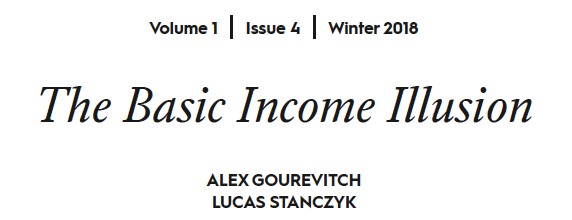 Volume 1 | Issue 4 | Winter 2018
The Basic Income Illusion
ALEX GOUREVITCH
LUCAS STANCZYK